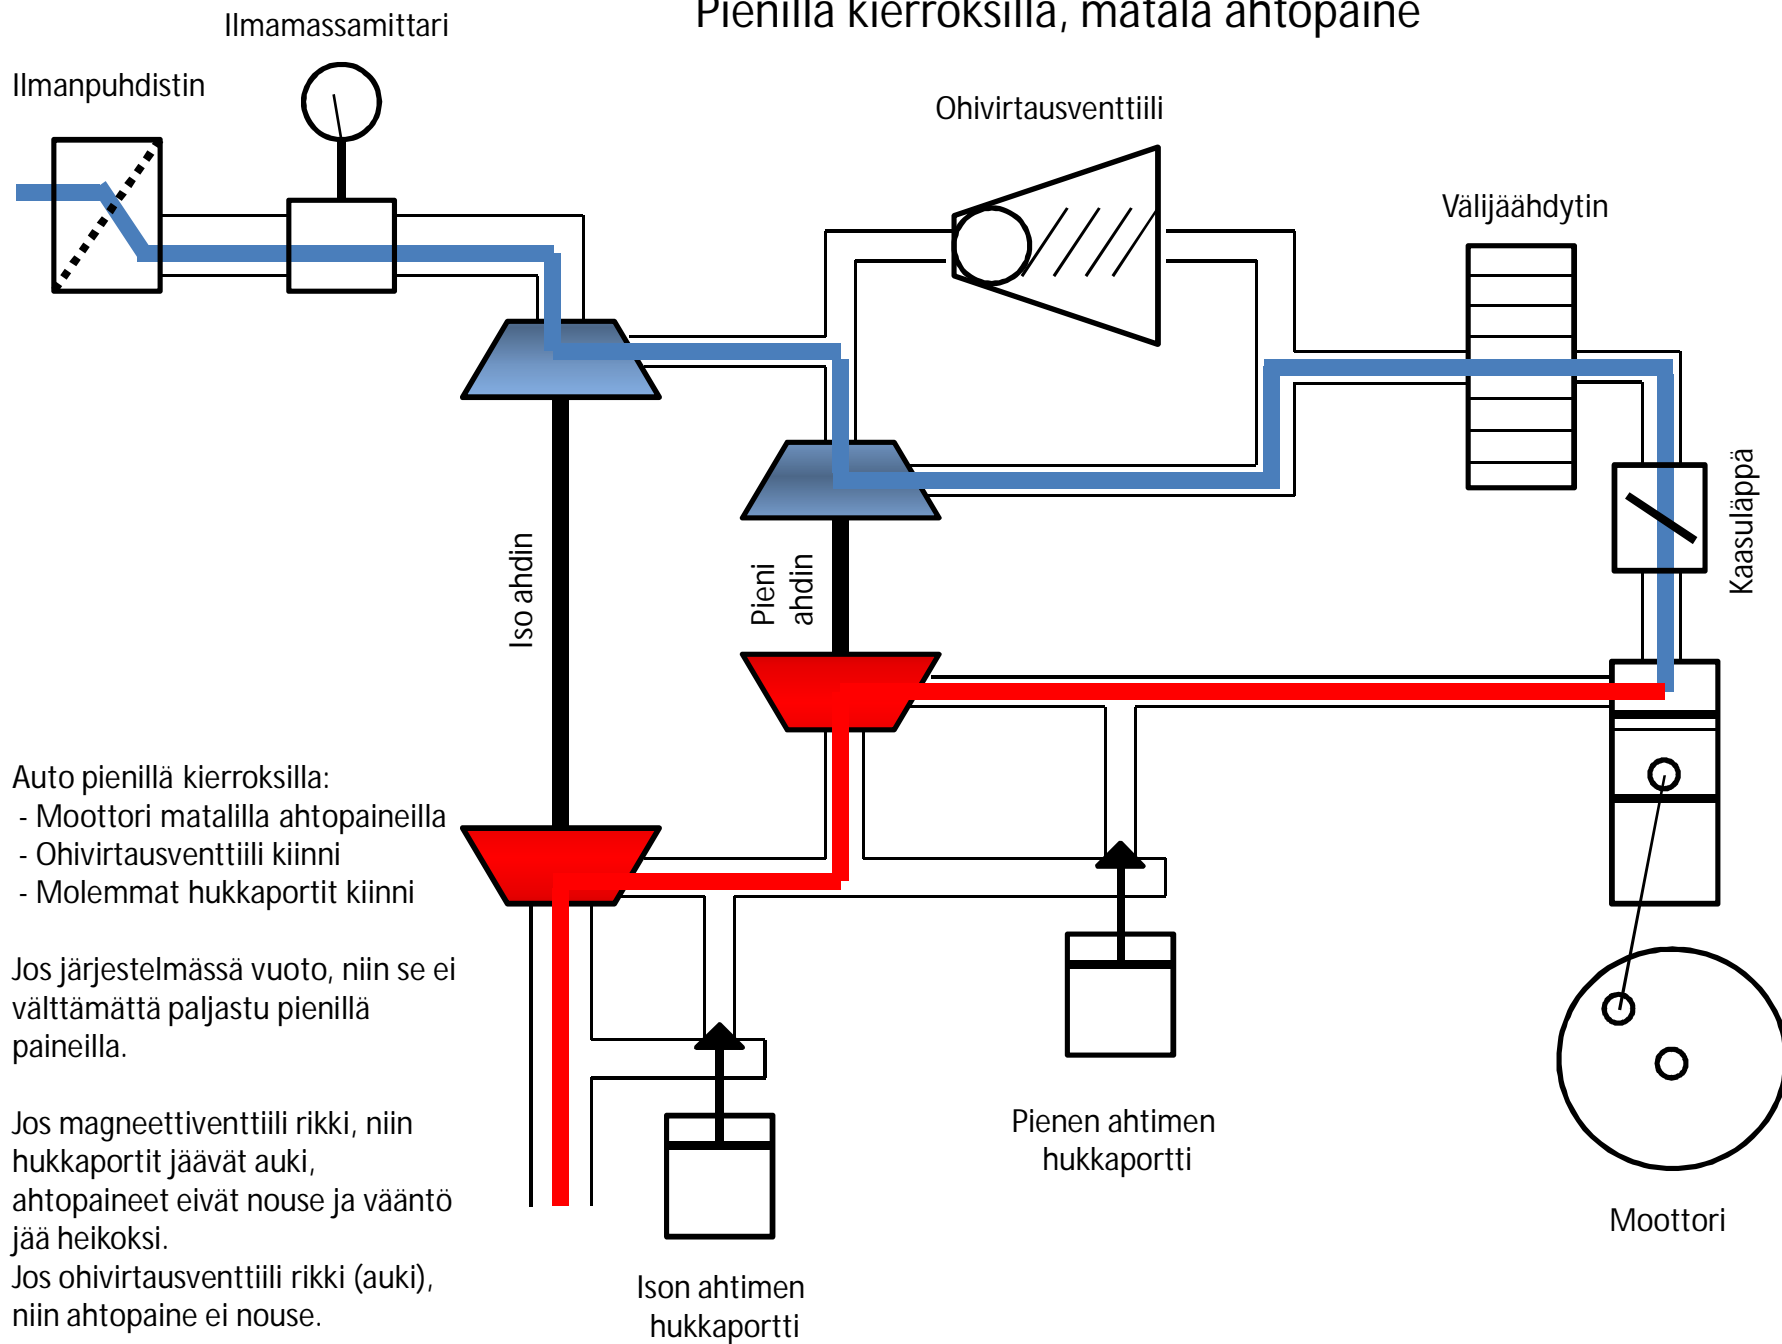 Pienillä kierroksilla, matala ahtopaine
Ilmamassamittari
Ilmanpuhdistin
Ohivirtausventtiili
Välijäähdytin
Kaasuläppä
Iso ahdin
Pieni
ahdin
Auto pienillä kierroksilla:
- Moottori matalilla ahtopaineilla
- Ohivirtausventtiili kiinni
- Molemmat hukkaportit kiinni
Jos järjestelmässä vuoto, niin se ei
välttämättä paljastu pienillä
paineilla.
Jos magneettiventtiili rikki, niin
hukkaportit jäävät auki,
ahtopaineet eivät nouse ja vääntö
jää heikoksi.
Jos ohivirtausventtiili rikki (auki),
niin ahtopaine ei nouse.
Pienen ahtimen
hukkaportti
Ison ahtimen
hukkaportti
Moottori